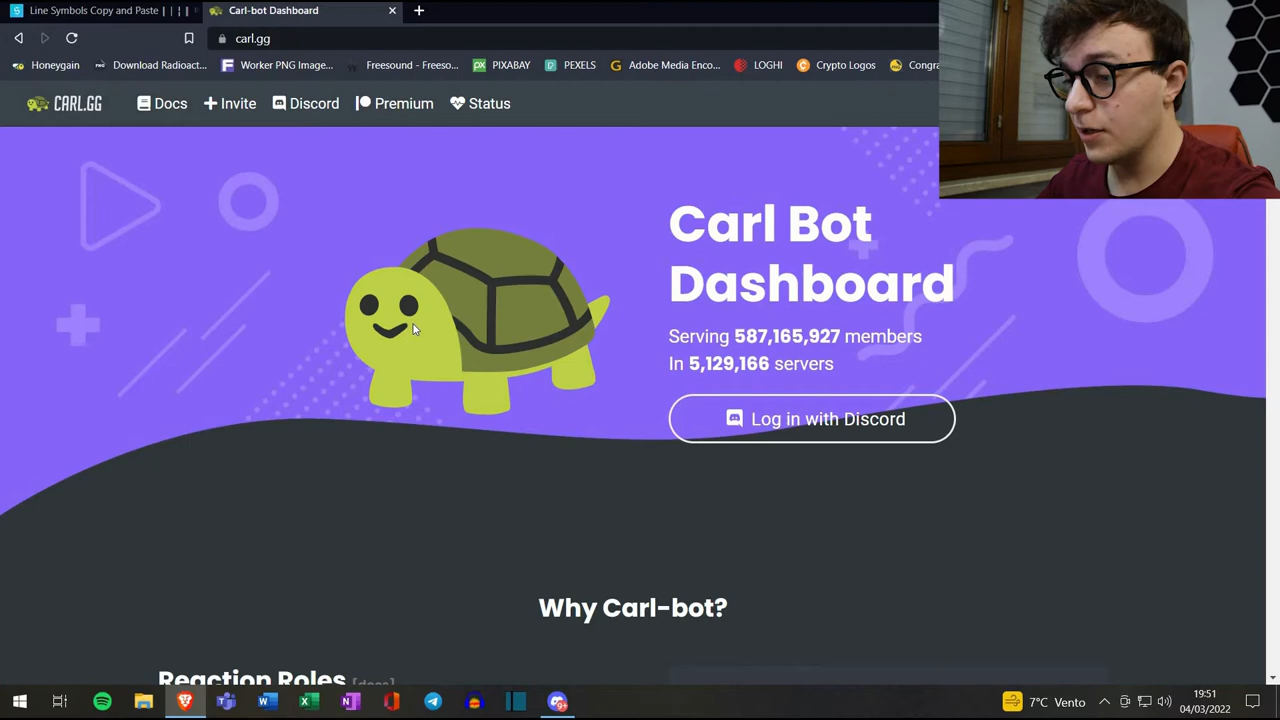 Line Symbols Copy and Paste | | ¦ |
Carl-bot Dashboard
carl.gg
Honeygain
Download Radioact...
Worker PNG Image...
Freesound - Freeso...
PIXABAY
PEXELS
Adobe Media Enco...
LOGHI
Crypto Logos
Congra
CARL.GG
Docs
Invite
Discord
Premium
Status
Carl Bot
Dashboard
Serving 587,165,927 members
In 5,129,166 servers
Log in with Discord
Why Carl-bot?
Reaction Roles [docs]
7°C Vento
19:51
04/03/2022